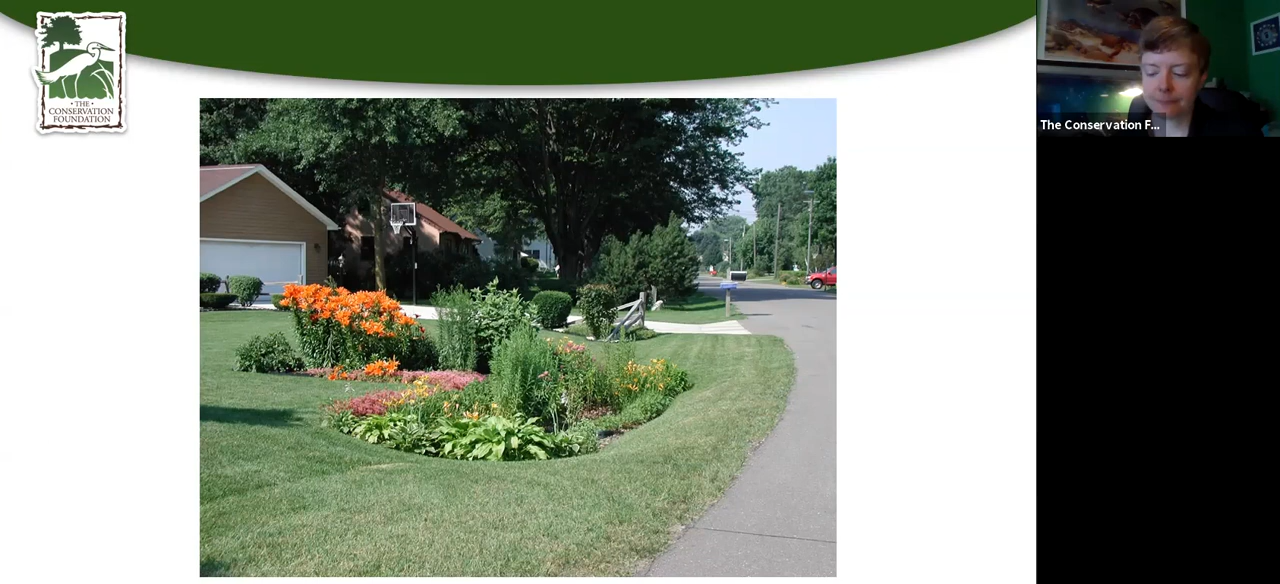 • THE •
CONSERVATION
FOUNDATION
The Conservation F...